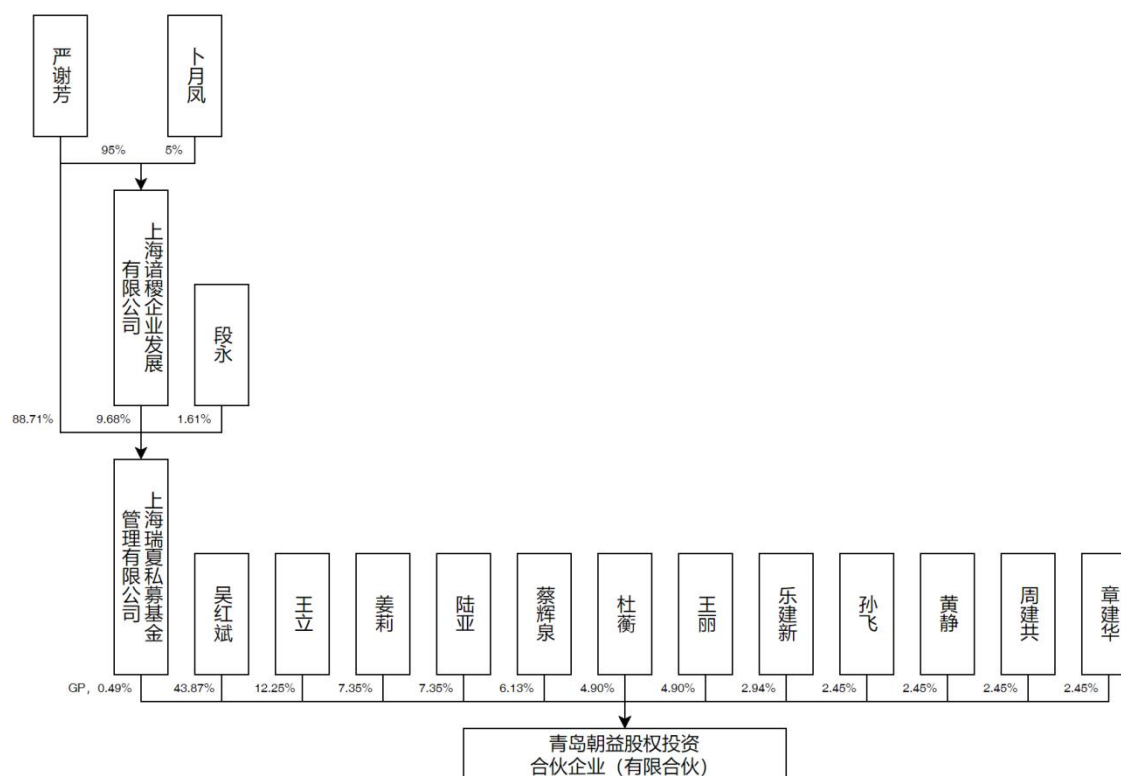 严谢芳
卜月凤
95%
5%
上海谙稷企业发展
有限公司
段永
88.71%
9.68%
1.61%
上海瑞夏私募基金
管理有限公司
吴红斌
王立
姜莉
陆亚
蔡辉泉
杜蘅
王丽
乐建新
孙飞
黄静
周建共
章建华
GP，0.49%
43.87%
12.25%
7.35%
7.35%
6.13%
4.90%
4.90%
2.94%
2.45%
2.45%
2.45%
2.45%
青岛朝益股权投资
合伙企业（有限合伙）